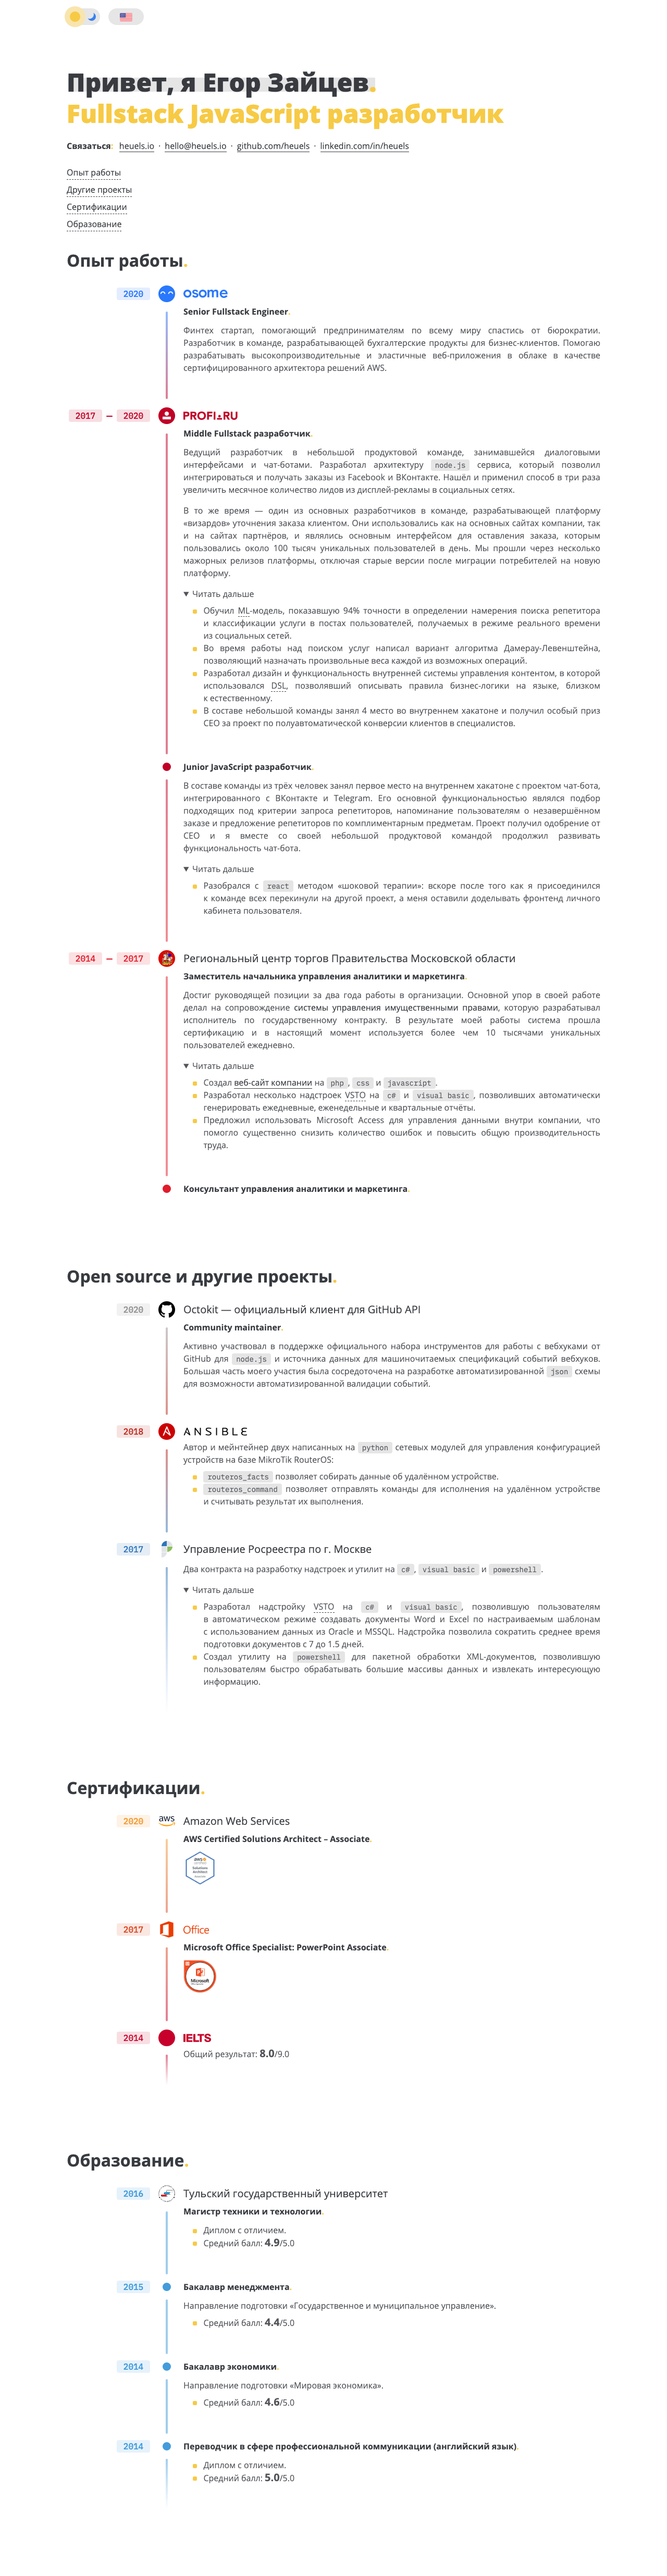 Привет, я Егор Зайцев.
Fullstack JavaScript разработчик
Связаться: heuels.io · hello@heuels.io · github.com/heuels · linkedin.com/in/heuels
Опыт работы
Другие проекты
Сертификации
Образование
Опыт работы.
2020 osome
Senior Fullstack Engineer.
Финтех стартап, помогающий предпринимателям по всему миру спастись от бюрократии.
Разработчик в команде, разрабатывающей бухгалтерские продукты для бизнес-клиентов. Помогаю
разрабатывать высокопроизводительные и эластичные веб-приложения в облаке в качестве
сертифицированного архитектора решений AWS.
2017 — 2020 PROFI.RU
Middle Fullstack разработчик.
Ведущий разработчик в небольшой продуктовой команде, занимавшейся диалоговыми
интерфейсами и чат-ботами. Разработал архитектуру node.js сервиса, который позволил
интегрироваться и получать заказы из Facebook и ВКонтакте. Нашёл и применил способ в три раза
увеличить месячное количество лидов из дисплей-рекламы в социальных сетях.
В то же время — один из основных разработчиков в команде, разрабатывающей платформу
«визардов» уточнения заказа клиентом. Они использовались как на основных сайтах компании, так
и на сайтах партнёров, и являлись основным интерфейсом для оставления заказа, которым
пользовались около 100 тысяч уникальных пользователей в день. Мы прошли через несколько
мажорных релизов платформы, отключая старые версии после миграции потребителей на новую
платформу.
▼ Читать дальше
Обучил ML-модель, показавшую 94% точности в определении намерения поиска репетитора
и классификации услуги в постах пользователей, получаемых в режиме реального времени
из социальных сетей.
Во время работы над поиском услуг написал вариант алгоритма Дамерау-Левенштейна,
позволяющий назначать произвольные веса каждой из возможных операций.
Разработал дизайн и функциональность внутренней системы управления контентом, в которой
использовался DSL, позволявший описывать правила бизнес-логики на языке, близком
к естественному.
В составе небольшой команды занял 4 место во внутреннем хакатоне и получил особый приз
CEO за проект по полуавтоматической конверсии клиентов в специалистов.
Junior JavaScript разработчик.
В составе команды из трёх человек занял первое место на внутреннем хакатоне с проектом чат-бота,
интегрированного с ВКонтакте и Telegram. Его основной функциональностью являлся подбор
подходящих под критерии запроса репетиторов, напоминание пользователям о незавершённом
заказе и предложение репетиторов по комплиментарным предметам. Проект получил одобрение от
CEO и я вместе со своей небольшой продуктовой командой продолжил развивать
функциональность чат-бота.
▼ Читать дальше
Разобрался с react методом «шоковой терапии»: вскоре после того как я присоединился
к команде всех перекинули на другой проект, а меня оставили доделывать фронтенд личного
кабинета пользователя.
2014 — 2017 Региональный центр торгов Правительства Московской области
Заместитель начальника управления аналитики и маркетинга.
Достиг руководящей позиции за два года работы в организации. Основной упор в своей работе
делал на сопровождение системы управления имущественными правами, которую разрабатывал
исполнитель по государственному контракту. В результате моей работы система прошла
сертификацию и в настоящий момент используется более чем 10 тысячами уникальных
пользователей ежедневно.
▼ Читать дальше
Создал веб-сайт компании на php, css и javascript.
Разработал несколько надстроек VSTO на c# и visual basic, позволивших автоматически
генерировать ежедневные, еженедельные и квартальные отчёты.
Предложил использовать Microsoft Access для управления данными внутри компании, что
помогло существенно снизить количество ошибок и повысить общую производительность
труда.
Консультант управления аналитики и маркетинга.
Open source и другие проекты.
2020 Octokit — официальный клиент для GitHub API
Community maintainer.
Активно участвовал в поддержке официального набора инструментов для работы с вебхуками от
GitHub для node.js и источника данных для машиночитаемых спецификаций событий вебхуков.
Большая часть моего участия была сосредоточена на разработке автоматизированной json схемы
для возможности автоматизированной валидации событий.
2018 ANSIBLE
Автор и мейнтейнер двух написанных на python сетевых модулей для управления конфигурацией
устройств на базе MikroTik RouterOS:
routeros_facts позволяет собирать данные об удалённом устройстве.
routeros_command позволяет отправлять команды для исполнения на удалённом устройстве
и считывать результат их выполнения.
2017 Управление Росреестра по г. Москве
Два контракта на разработку надстроек и утилит на c#, visual basic и powershell.
▼ Читать дальше
Разработал надстройку VSTO на c# и visual basic, позволившую пользователям
в автоматическом режиме создавать документы Word и Excel по настраиваемым шаблонам
с использованием данных из Oracle и MSSQL. Надстройка позволила сократить среднее время
подготовки документов с 7 до 1.5 дней.
Создал утилиту на powershell для пакетной обработки XML-документов, позволившую
пользователям быстро обрабатывать большие массивы данных и извлекать интересующую
информацию.
Сертификации.
2020 aws Amazon Web Services
AWS Certified Solutions Architect – Associate.
2017 Office
Microsoft Office Specialist: PowerPoint Associate.
Microsoft
2014 IELTS
Общий результат: 8.0/9.0
Образование.
2016 Тульский государственный университет
Магистр техники и технологии.
Диплом с отличием.
Средний балл: 4.9/5.0
2015 Бакалавр менеджмента.
Направление подготовки «Государственное и муниципальное управление».
Средний балл: 4.4/5.0
2014 Бакалавр экономики.
Направление подготовки «Мировая экономика».
Средний балл: 4.6/5.0
2014 Переводчик в сфере профессиональной коммуникации (английский язык).
Диплом с отличием.
Средний балл: 5.0/5.0